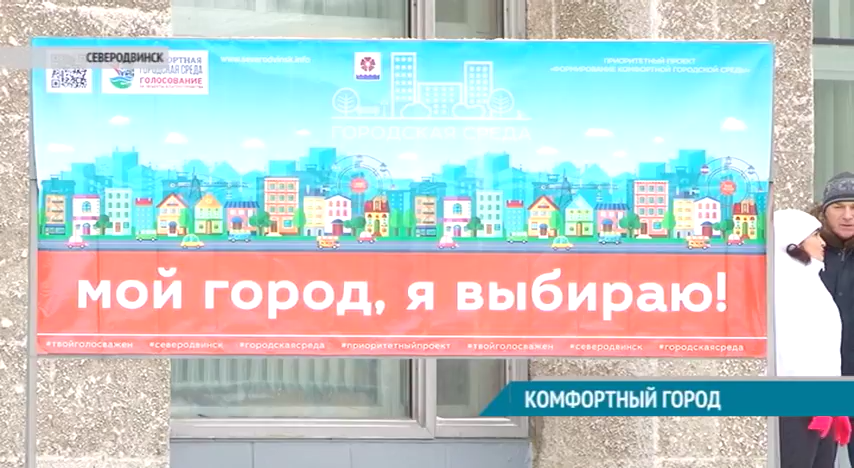 СЕВЕРОДВИНСК
ГОРОДСКАЯ СРЕДА
ГОЛОСОВАНИЕ
ПРИОРИТЕТНЫЙ ПРОЕКТ
«ФОРМИРОВАНИЕ КОМФОРТНОЙ ГОРОДСКОЙ СРЕДЫ»
ГОРОДСКАЯ СРЕДА
мой город, я выбираю!
#твойголосважен #северодвинск #городскаясреда #приоритетныйпроект #твойголосважен #северодвинск #городскаясреда
КОМФОРТНЫЙ ГОРОД